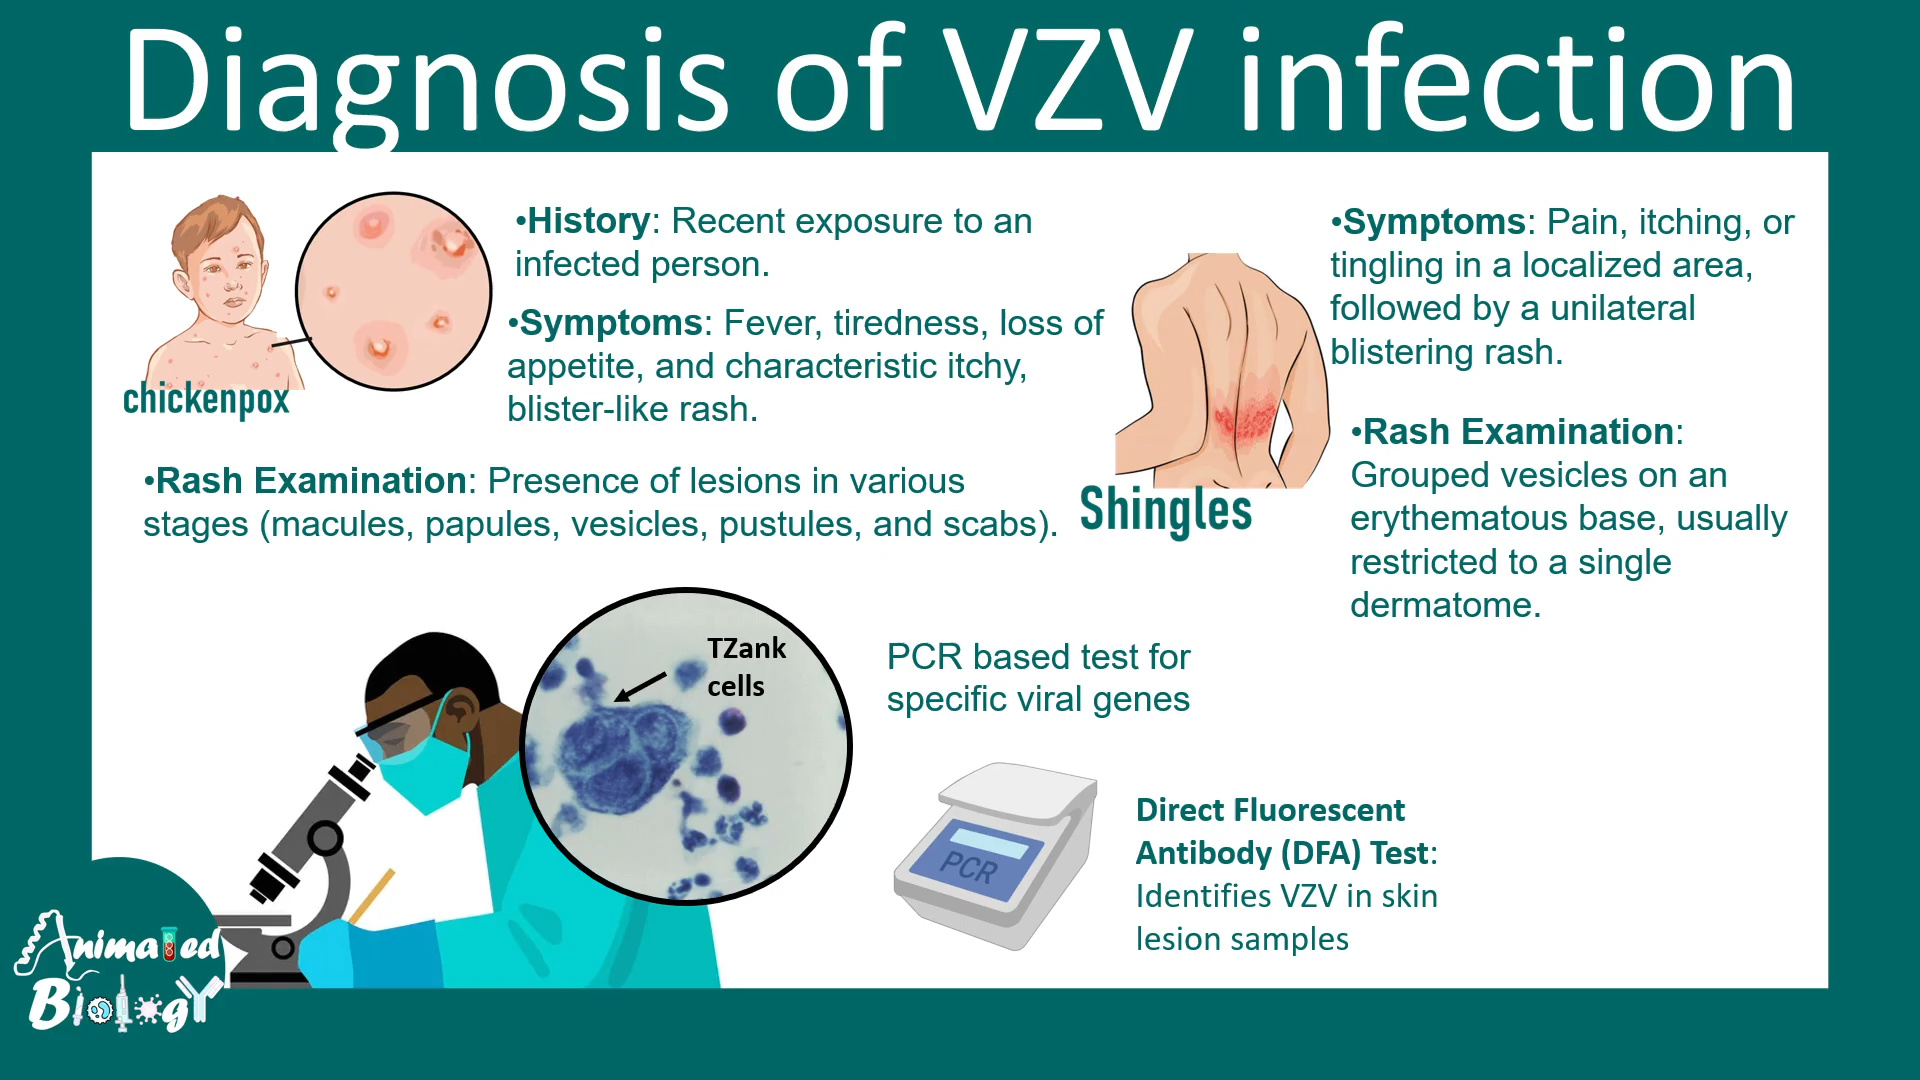 Diagnosis of VZV infection
chickenpox
•History: Recent exposure to an
infected person.
•Symptoms: Fever, tiredness, loss of
appetite, and characteristic itchy,
blister-like rash.
•Rash Examination: Presence of lesions in various
stages (macules, papules, vesicles, pustules, and scabs).
Shingles
•Symptoms: Pain, itching, or
tingling in a localized area,
followed by a unilateral
blistering rash.
•Rash Examination:
Grouped vesicles on an
erythematous base, usually
restricted to a single
dermatome.
TZank
cells
PCR based test for
specific viral genes
PCR
Direct Fluorescent
Antibody (DFA) Test:
Identifies VZV in skin
lesion samples
Animated
Biology